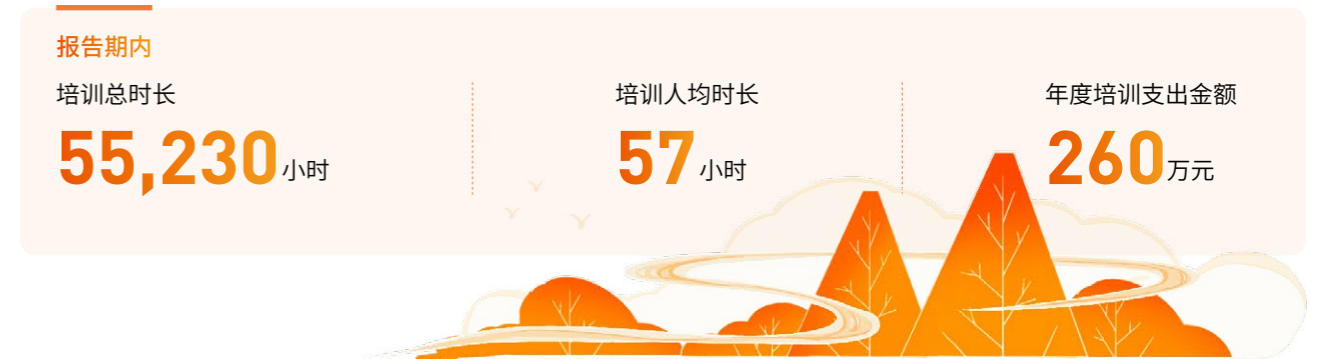 报告期内
培训总时长
55,230小时
培训人均时长
57小时
年度培训支出金额
260万元